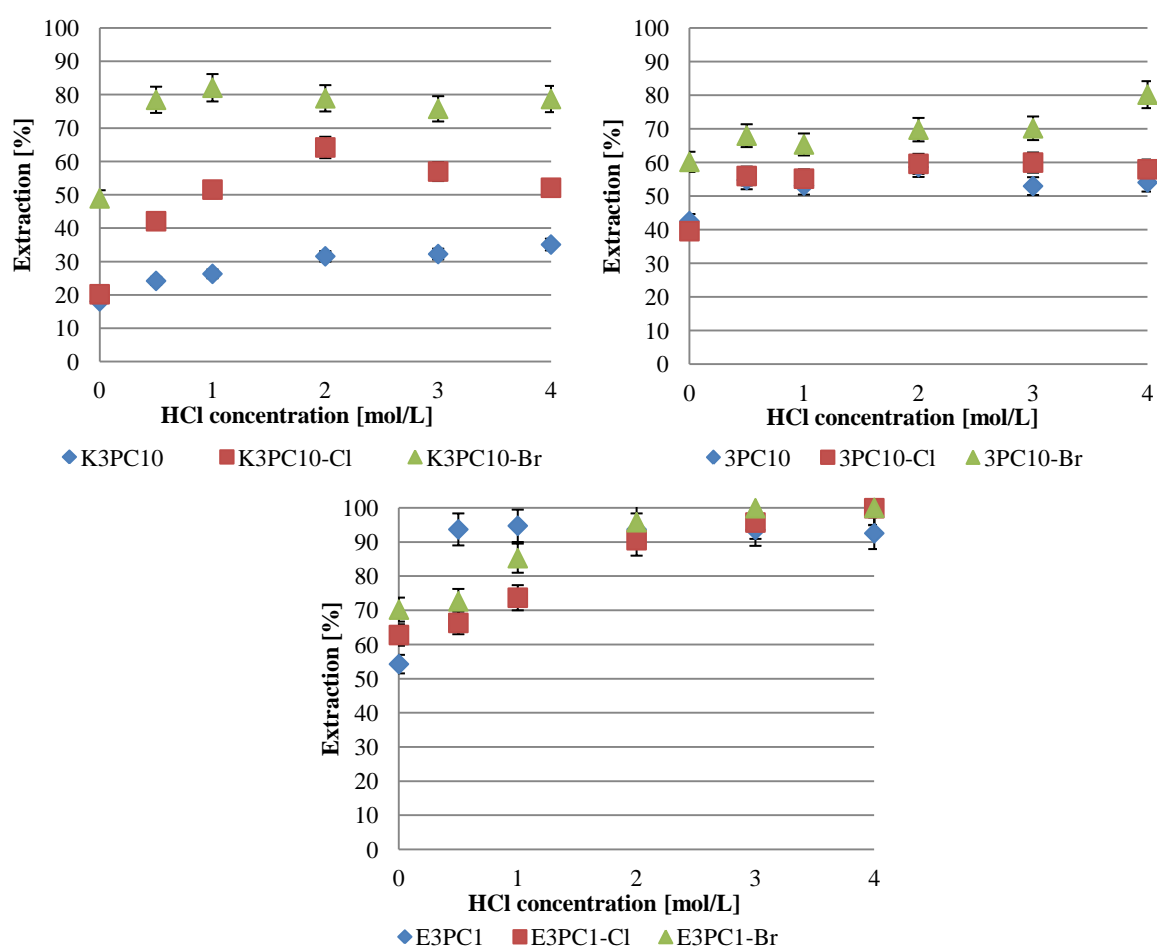 100
90
80
70
60
50
40
30
20
10
0
Extraction [%]
0 1 2 3 4
HCl concentration [mol/L]
K3PC10 K3PC10-Cl K3PC10-Br
100
90
80
70
60
50
40
30
20
10
0
Extraction [%]
0 1 2 3 4
HCl concentration [mol/L]
3PC10 3PC10-Cl 3PC10-Br
100
90
80
70
60
50
40
30
20
10
0
Extraction [%]
0 1 2 3 4
HCl concentration [mol/L]
E3PC1 E3PC1-Cl E3PC1-Br